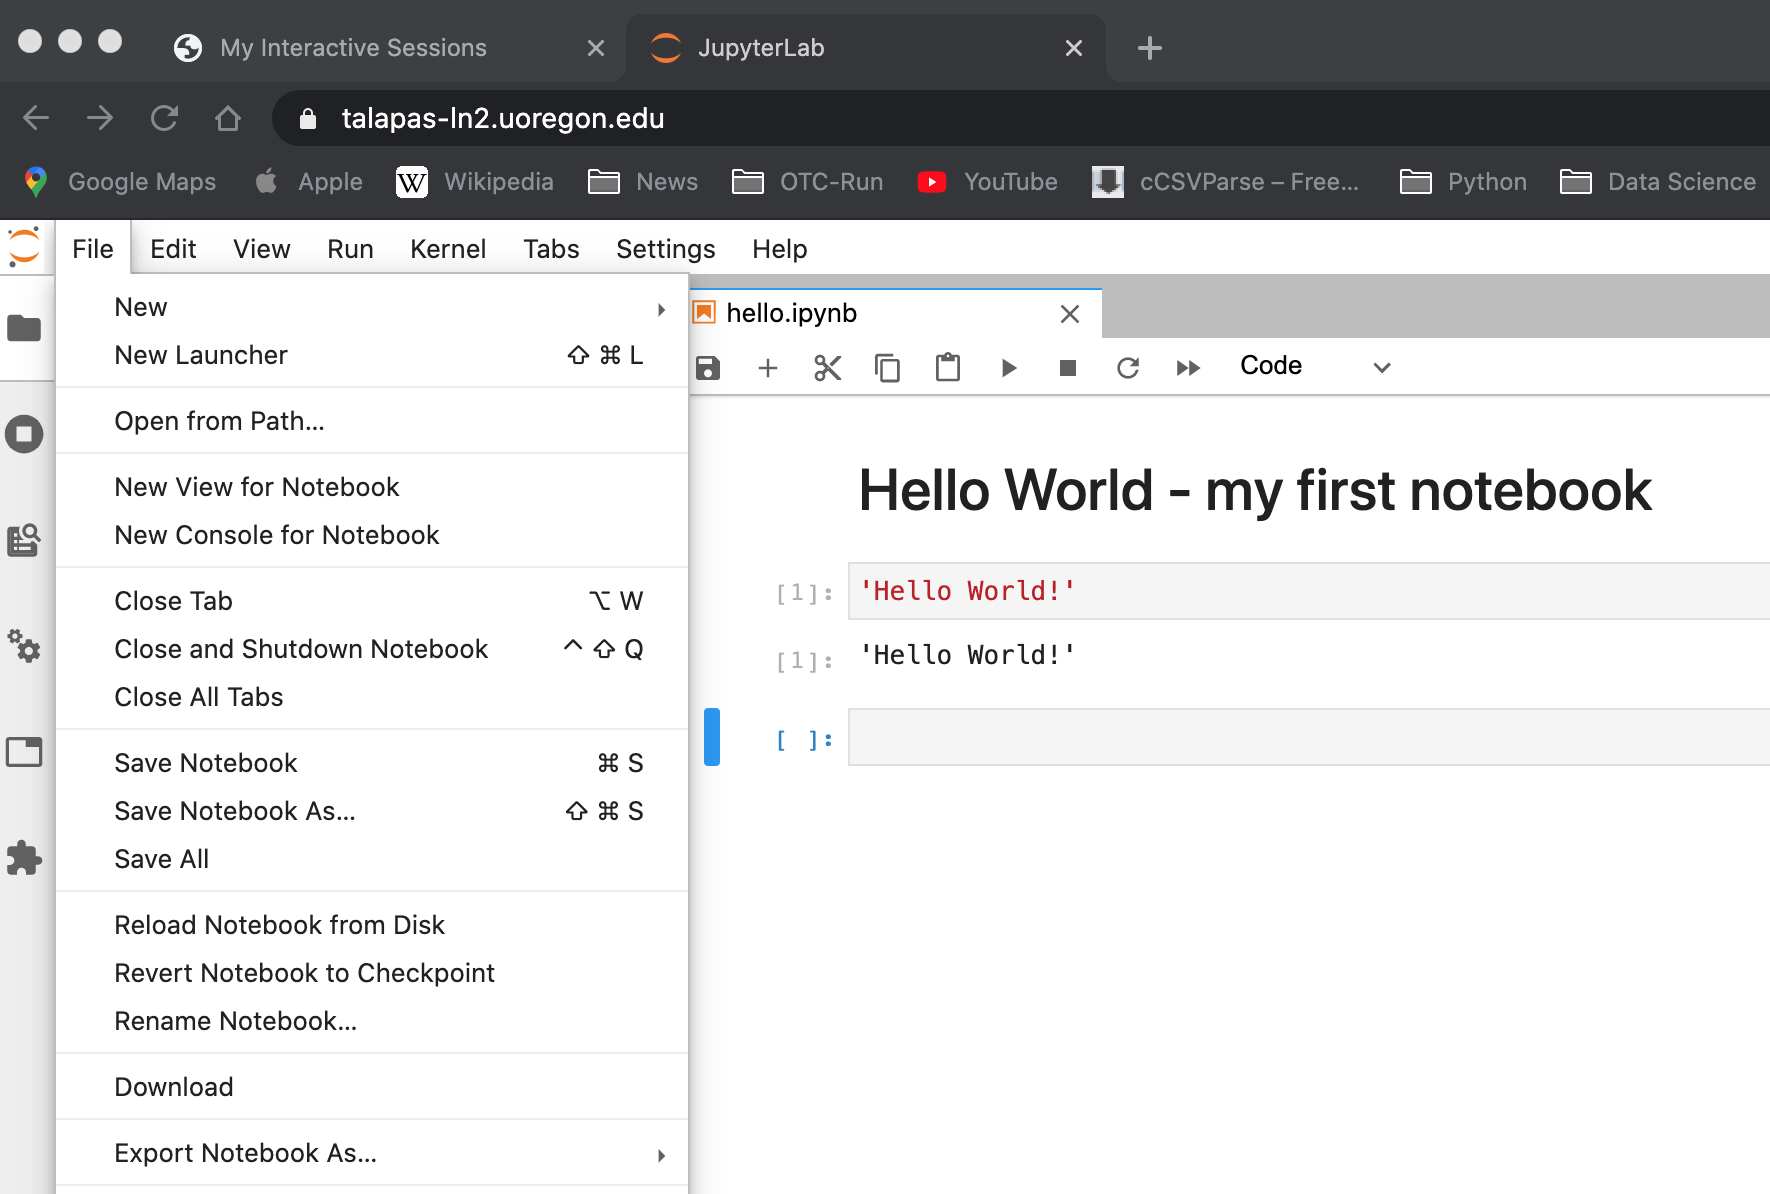 My Interactive Sessions
JupyterLab
talapas-ln2.uoregon.edu
Google Maps Apple W Wikipedia News OTC-Run YouTube cCSVParse – Free... Python Data Science
File Edit View Run Kernel Tabs Settings Help
New
New Launcher ⇧ ⌘ L
Open from Path...
New View for Notebook
New Console for Notebook
Close Tab ⌥ W
Close and Shutdown Notebook ^ ⇧ Q
Close All Tabs
Save Notebook ⌘ S
Save Notebook As... ⇧ ⌘ S
Save All
Reload Notebook from Disk
Revert Notebook to Checkpoint
Rename Notebook...
Download
Export Notebook As...
hello.ipynb
Code
Hello World - my first notebook
[1]: 'Hello World!'
[1]: 'Hello World!'
[ ]: